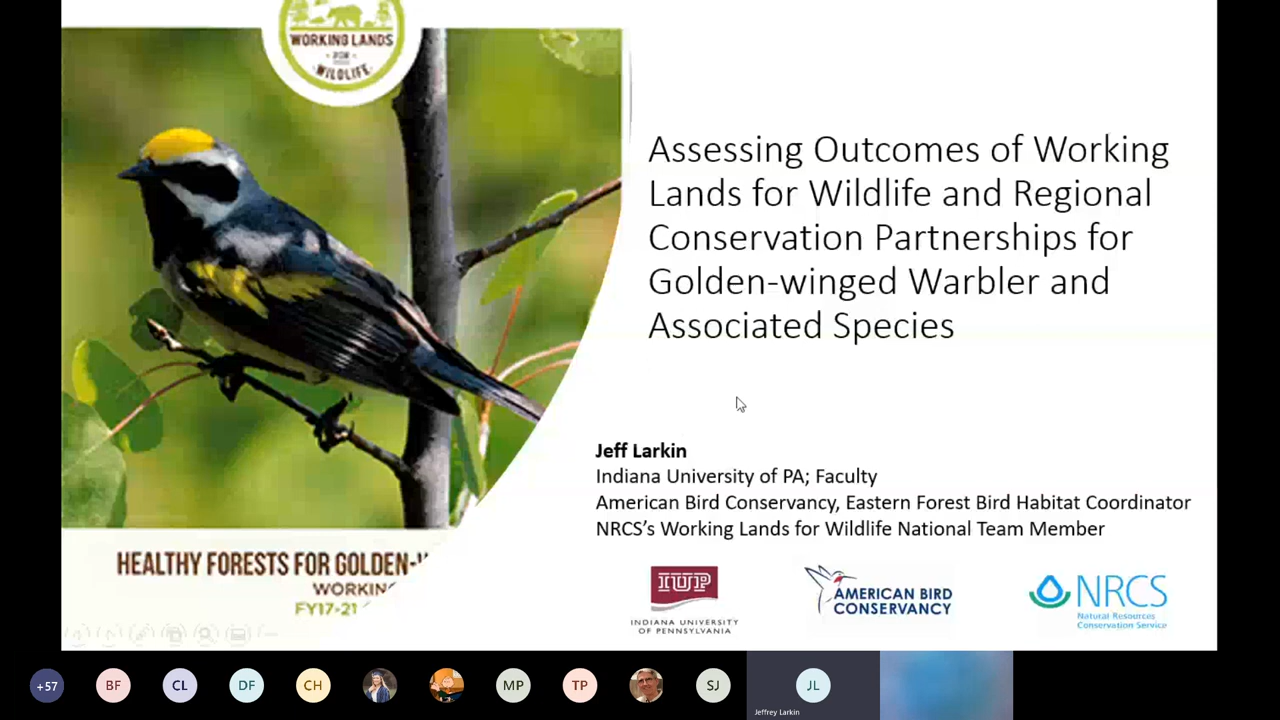 WORKING LANDS
FOR
WILDLIFE
Assessing Outcomes of Working
Lands for Wildlife and Regional
Conservation Partnerships for
Golden-winged Warbler and
Associated Species
Jeff Larkin
Indiana University of PA; Faculty
American Bird Conservancy, Eastern Forest Bird Habitat Coordinator
NRCS's Working Lands for Wildlife National Team Member
HEALTHY FORESTS FOR GOLDEN-
WORKING
FY17-21
IUP
INDIANA UNIVERSITY
OF PENNSYLVANIA
AMERICAN BIRD
CONSERVANCY
NRCS
Natural Resources
Conservation Service
+57
BF
CL
DF
CH
MP
TP
SJ
JL
Jeffrey Larkin